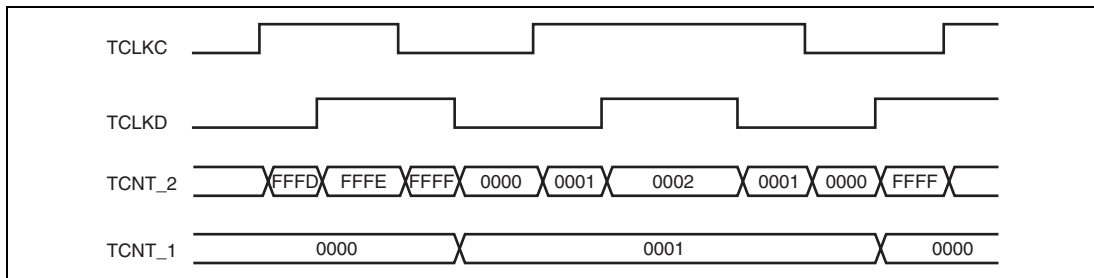 TCLKC
TCLKD
TCNT_2 FFFD FFFE FFFF 0000 0001 0002 0001 0000 FFFF
TCNT_1 0000 0001 0000